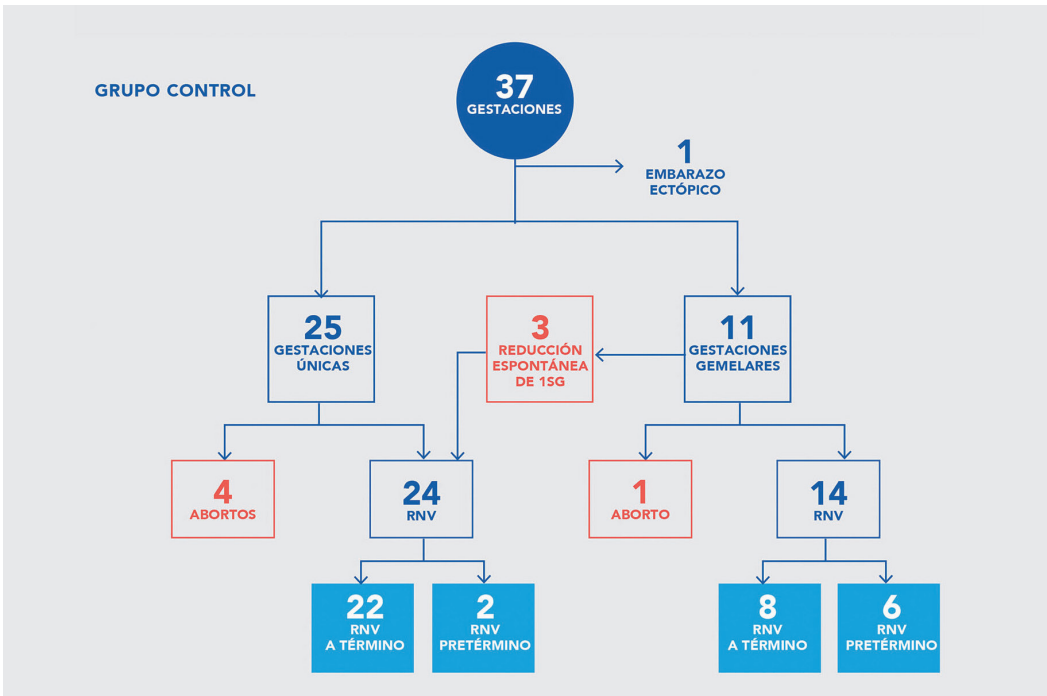 GRUPO CONTROL
37
GESTACIONES
1
EMBARAZO
ECTÓPICO
25
GESTACIONES
ÚNICAS
3
REDUCCIÓN
ESPONTÁNEA
DE 1SG
11
GESTACIONES
GEMELARES
4
ABORTOS
24
RNV
1
ABORTO
14
RNV
22
RNV
A TÉRMINO
2
RNV
PRETÉRMINO
8
RNV
A TÉRMINO
6
RNV
PRETÉRMINO